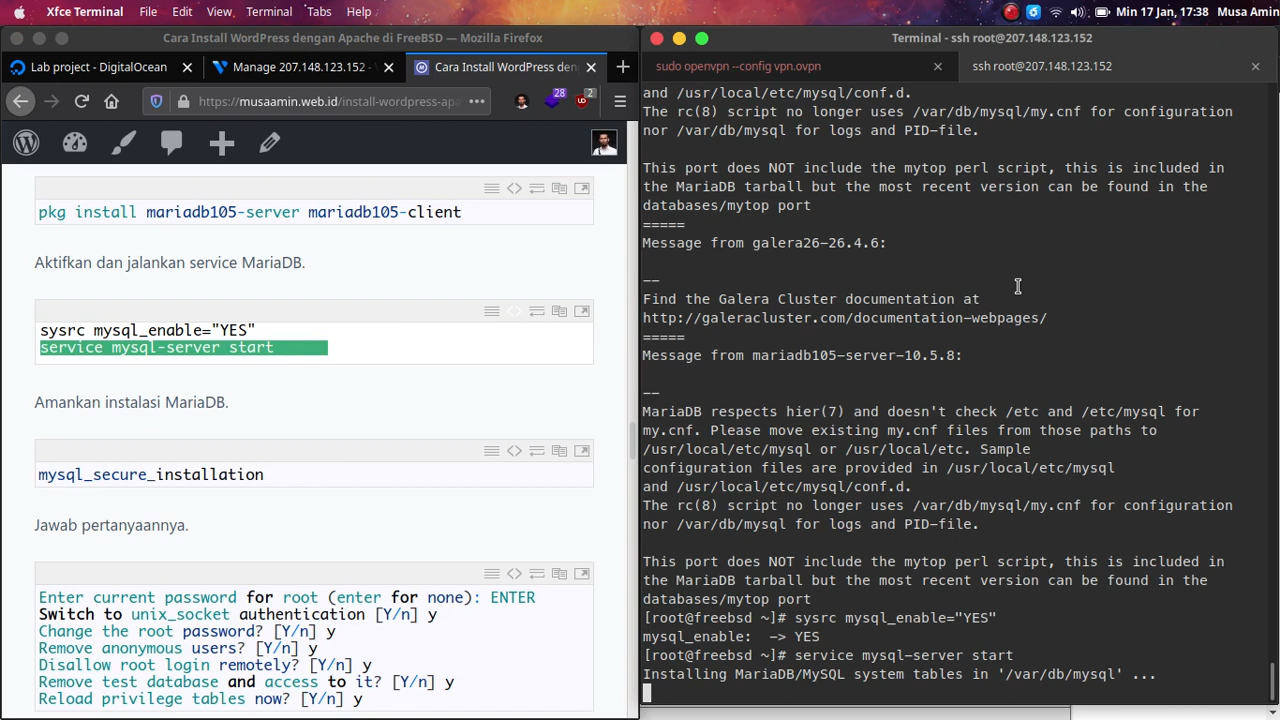 Xfce Terminal File Edit View Terminal Tabs Help
Min 17 Jan, 17:38 Musa Amin
Cara Install WordPress dengan Apache di FreeBSD — Mozilla Firefox
Lab project - DigitalOcean
Manage 207.148.123.152 -
Cara Install WordPress den
https://musaamin.web.id/install-wordpress-apa
28
2
pkg install mariadb105-server mariadb105-client
Aktifkan dan jalankan service MariaDB.
sysrc mysql_enable="YES"
service mysql-server start
Amankan instalasi MariaDB.
mysql_secure_installation
Jawab pertanyaannya.
Enter current password for root (enter for none): ENTER
Switch to unix_socket authentication [Y/n] y
Change the root password? [Y/n] y
Remove anonymous users? [Y/n] y
Disallow root login remotely? [Y/n] y
Remove test database and access to it? [Y/n] y
Reload privilege tables now? [Y/n] y
Terminal - ssh root@207.148.123.152
sudo openvpn --config vpn.ovpn
ssh root@207.148.123.152
and /usr/local/etc/mysql/conf.d.
The rc(8) script no longer uses /var/db/mysql/my.cnf for configuration
nor /var/db/mysql for logs and PID-file.
This port does NOT include the mytop perl script, this is included in
the MariaDB tarball but the most recent version can be found in the
databases/mytop port
=====
Message from galera26-26.4.6:
--
Find the Galera Cluster documentation at
http://galeracluster.com/documentation-webpages/
=====
Message from mariadb105-server-10.5.8:
--
MariaDB respects hier(7) and doesn't check /etc and /etc/mysql for
my.cnf. Please move existing my.cnf files from those paths to
/usr/local/etc/mysql or /usr/local/etc. Sample
configuration files are provided in /usr/local/etc/mysql
and /usr/local/etc/mysql/conf.d.
The rc(8) script no longer uses /var/db/mysql/my.cnf for configuration
nor /var/db/mysql for logs and PID-file.
This port does NOT include the mytop perl script, this is included in
the MariaDB tarball but the most recent version can be found in the
databases/mytop port
[root@freebsd ~]# sysrc mysql_enable="YES"
mysql_enable:  -> YES
[root@freebsd ~]# service mysql-server start
Installing MariaDB/MySQL system tables in '/var/db/mysql' ...